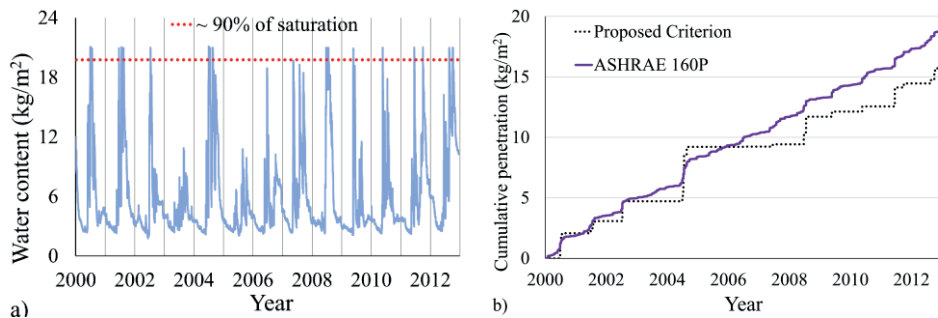 24
18
12
6
0
Water content (kg/m²)
~ 90% of saturation
2000 2002 2004 2006 2008 2010 2012
Year
a)
20
15
10
5
0
Cumulative penetration (kg/m²)
Proposed Criterion
ASHRAE 160P
2000 2002 2004 2006 2008 2010 2012
Year
b)